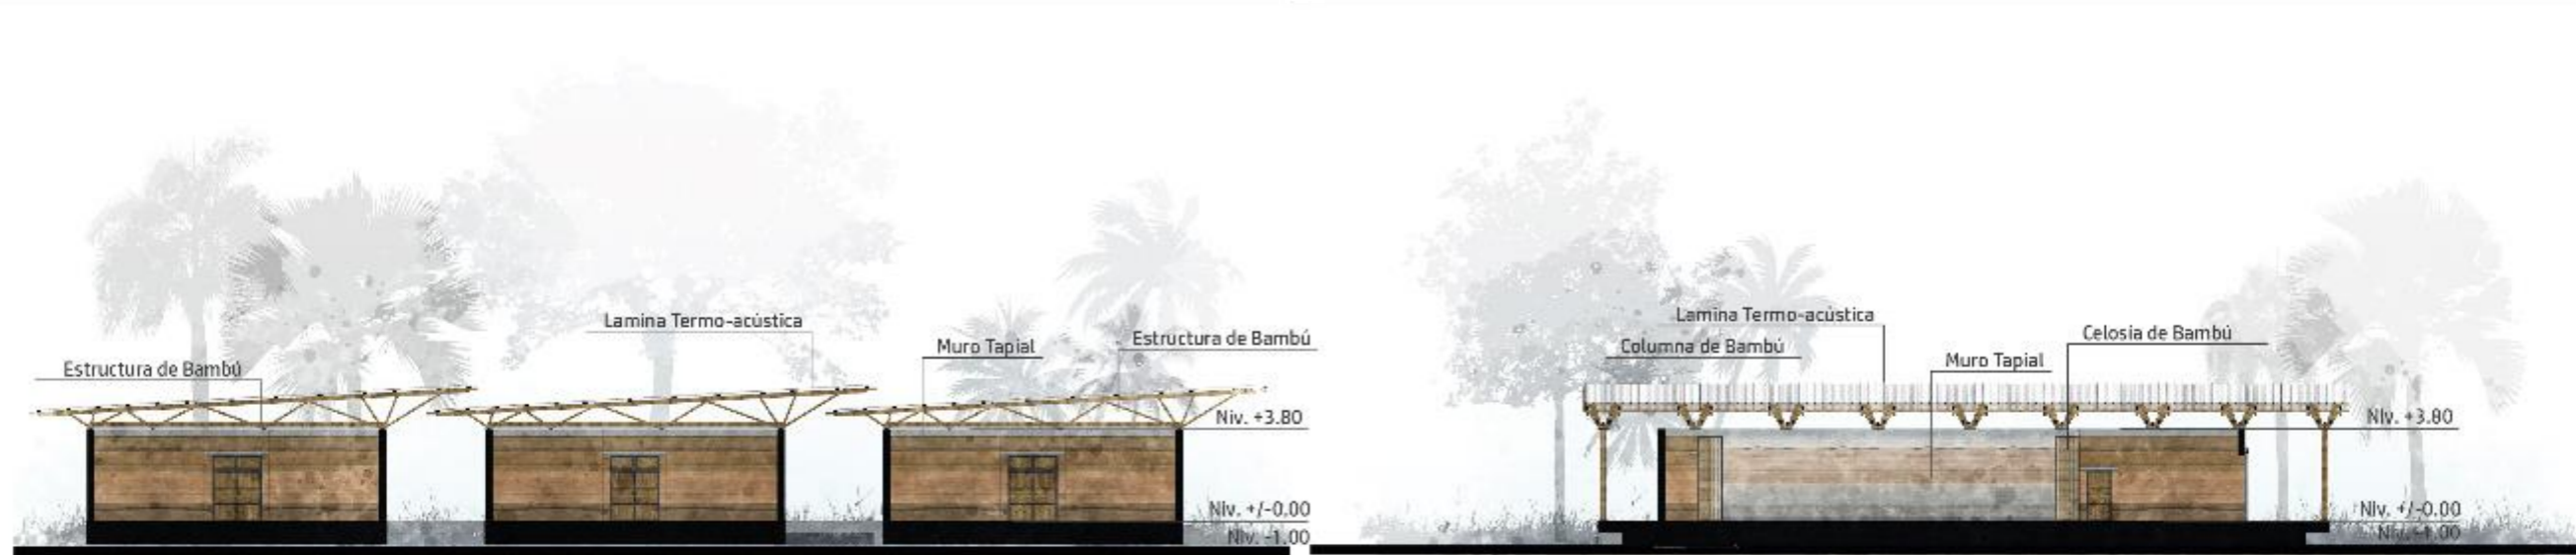 Estructura de Bambú
Lamina Termo-acústica
Muro Tapial
Estructura de Bambú
Niv. +3.80
Niv. +/-0.00
Niv. -1.00
Lamina Termo-acústica
Columna de Bambú
Muro Tapial
Celosia de Bambú
Niv. +3.80
Niv. +/-0.00
Niv. -1.00